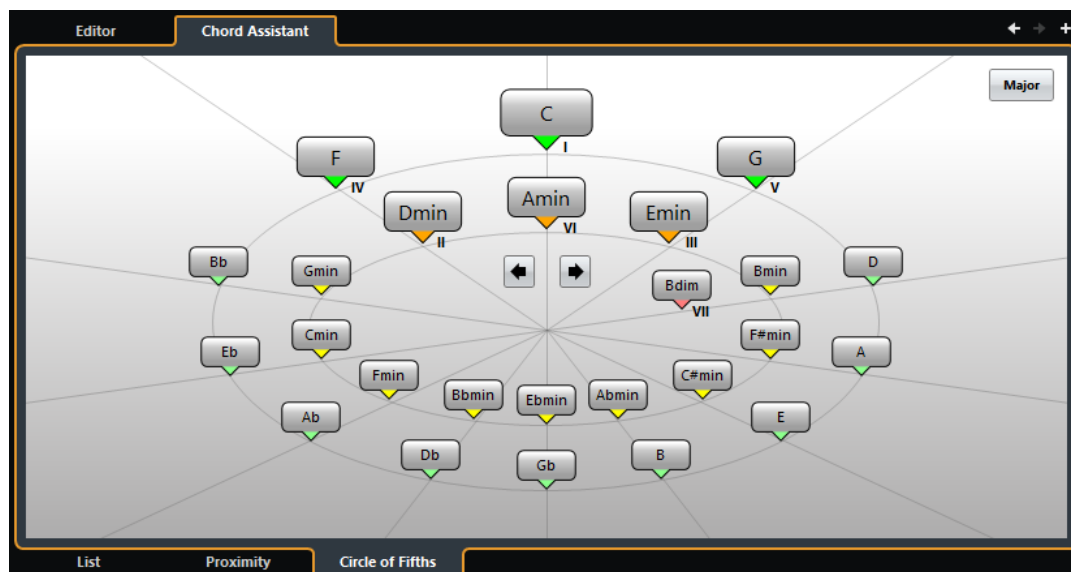 Editor
Chord Assistant
Major
C
I
F
IV
G
V
Amin
VI
Dmin
II
Emin
III
Bb
Gmin
Bdim
VII
Bmin
D
Cmin
F#min
Eb
A
Fmin
C#min
Bbmin
Ebmin
Abmin
Ab
E
Db
Gb
B
List
Proximity
Circle of Fifths